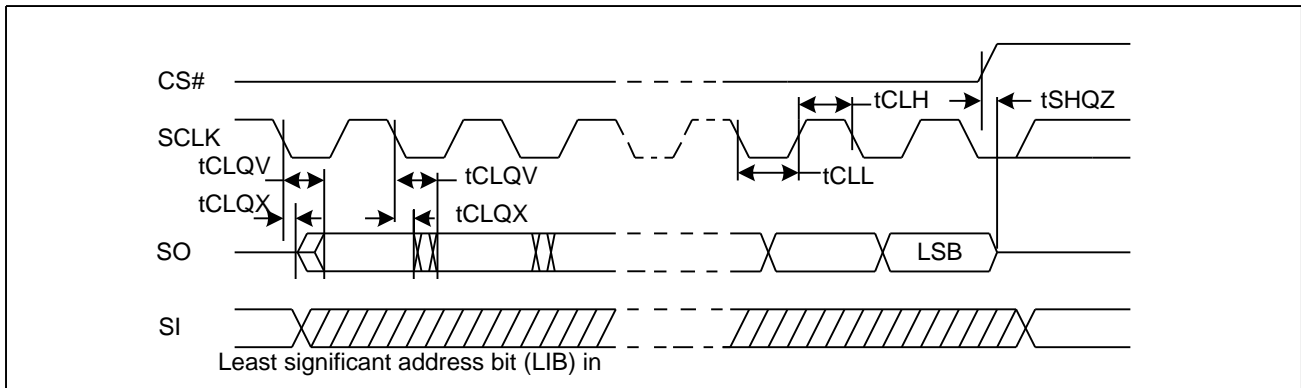 CS#
tCLH
tSHQZ
SCLK
tCLQV
tCLQV
tCLL
tCLQX
tCLQX
SO
LSB
SI
Least significant address bit (LIB) in